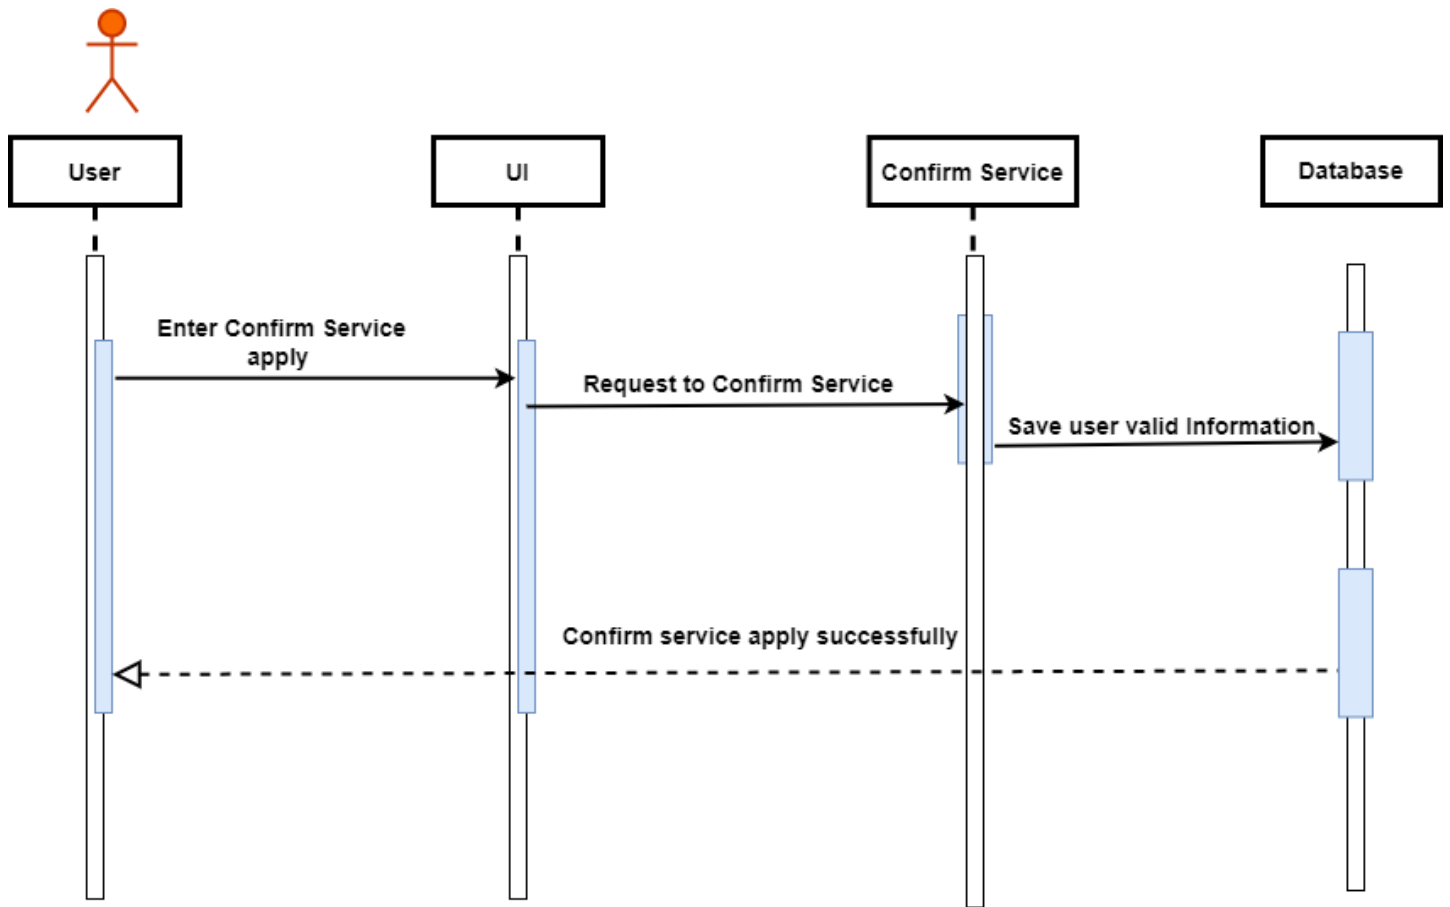 User
UI
Confirm Service
Database
Enter Confirm Service
apply
Request to Confirm Service
Save user valid Information
Confirm service apply successfully